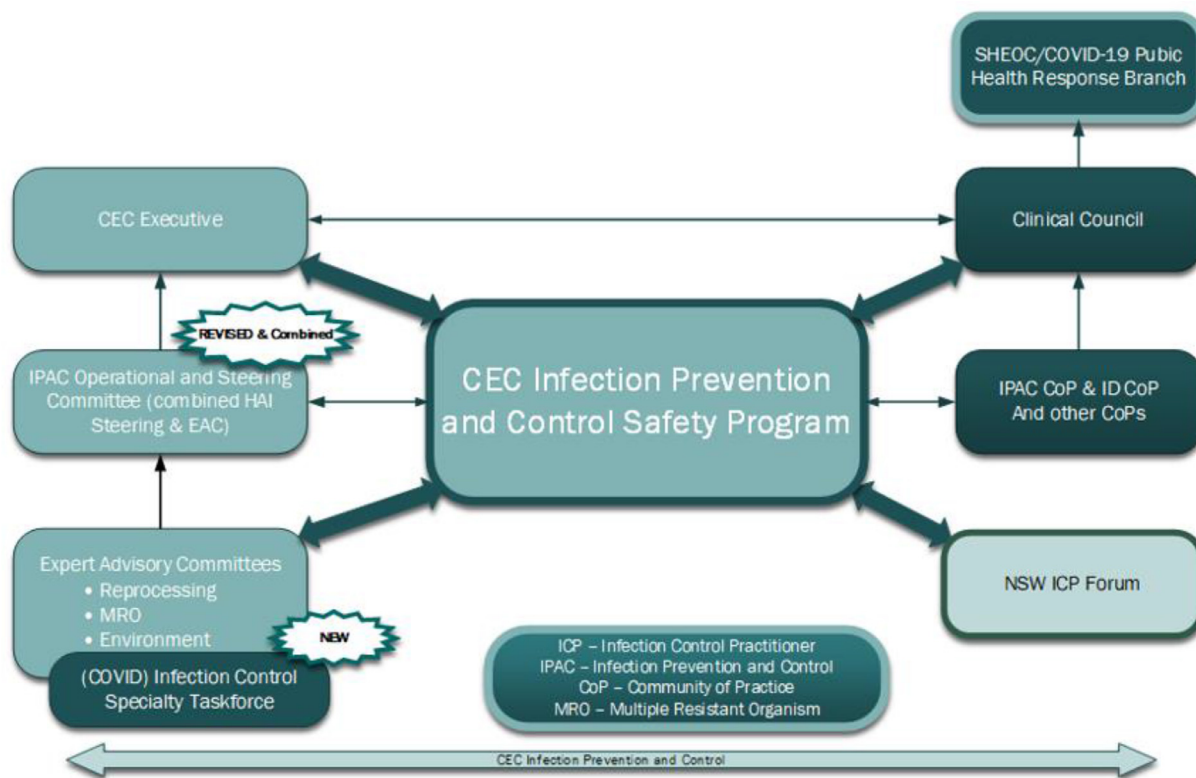 SHEOC/COVID-19 Pubic
Health Response Branch
CEC Executive
Clinical Council
REVISED & Combined
IPAC Operational and Steering
Committee (combined HAI
Steering & EAC)
CEC Infection Prevention
and Control Safety Program
IPAC CoP & ID CoP
And other CoPs
Expert Advisory Committees
• Reprocessing
• MRO
• Environment
NEW
(COVID) Infection Control
Specialty Taskforce
NSW ICP Forum
ICP – Infection Control Practitioner
IPAC – Infection Prevention and Control
CoP – Community of Practice
MRO – Multiple Resistant Organism
CEC Infection Prevention and Control